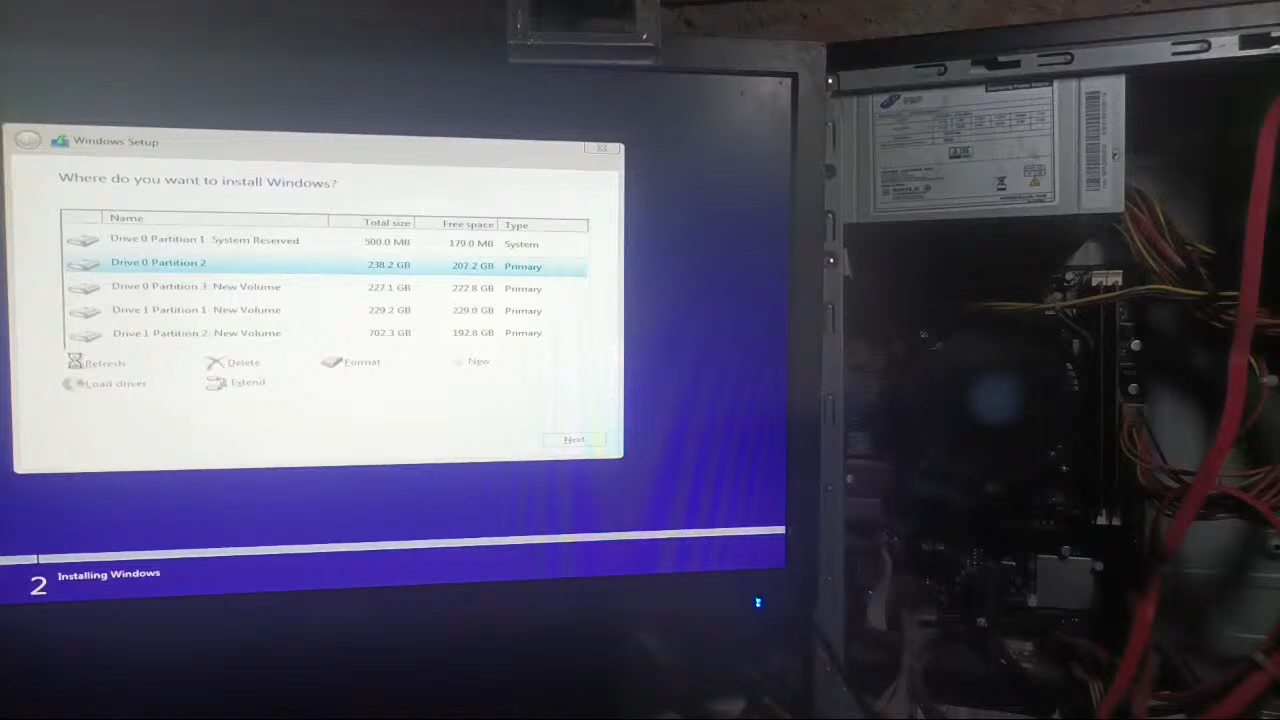 Windows Setup
Where do you want to install Windows?
Name Total size Free space Type
Drive 0 Partition 1: System Reserved 500.0 MB 179.0 MB System
Drive 0 Partition 2 238.2 GB 207.2 GB Primary
Drive 0 Partition 3: New Volume 227.1 GB 222.8 GB Primary
Drive 1 Partition 1: New Volume 229.2 GB 229.0 GB Primary
Drive 1 Partition 2: New Volume 702.3 GB 192.8 GB Primary
Refresh Delete Format New
Load driver Extend
Next
2 Installing Windows
FSP